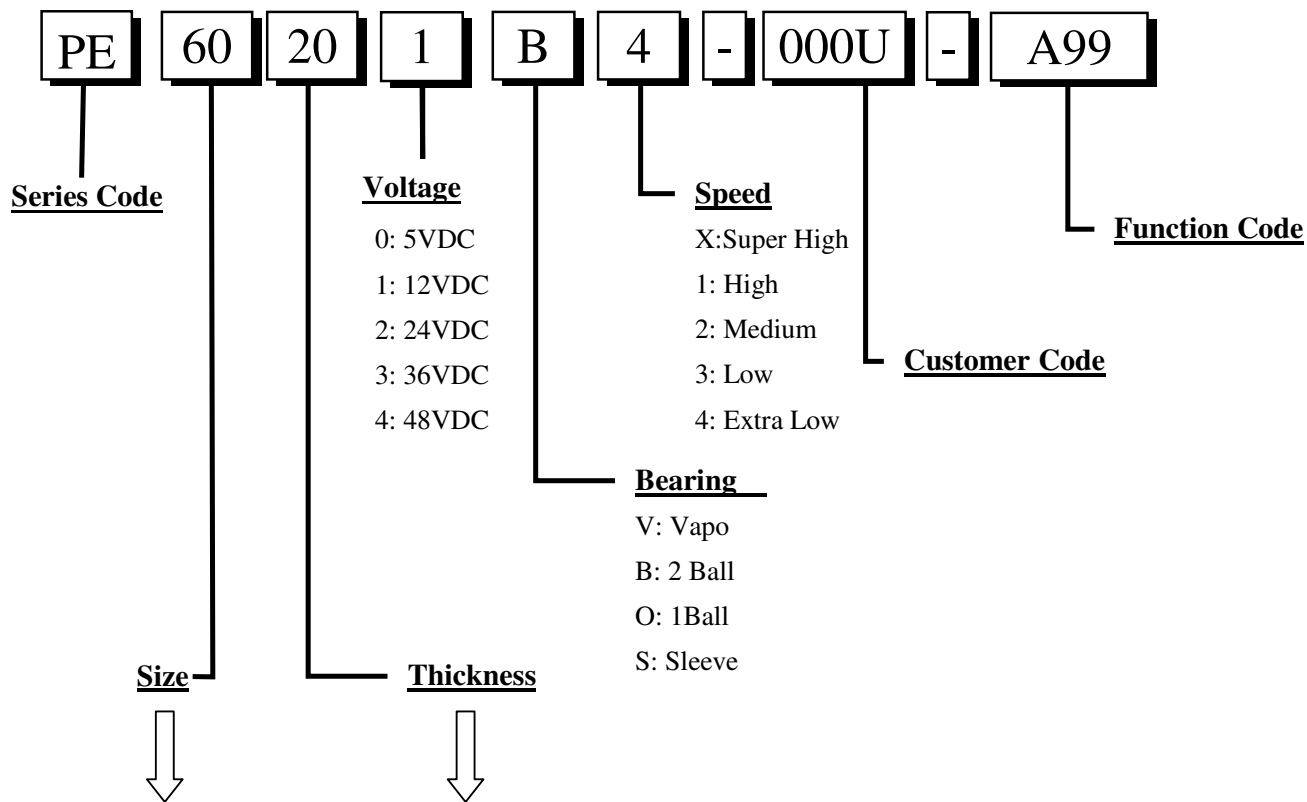 PE 60 20 1 B 4 - 000U - A99
Series Code
Voltage
0: 5VDC
1: 12VDC
2: 24VDC
3: 36VDC
4: 48VDC
Speed
X:Super High
1: High
2: Medium
3: Low
4: Extra Low
Function Code
Customer Code
Bearing
V: Vapo
B: 2 Ball
O: 1Ball
S: Sleeve
Size
Thickness